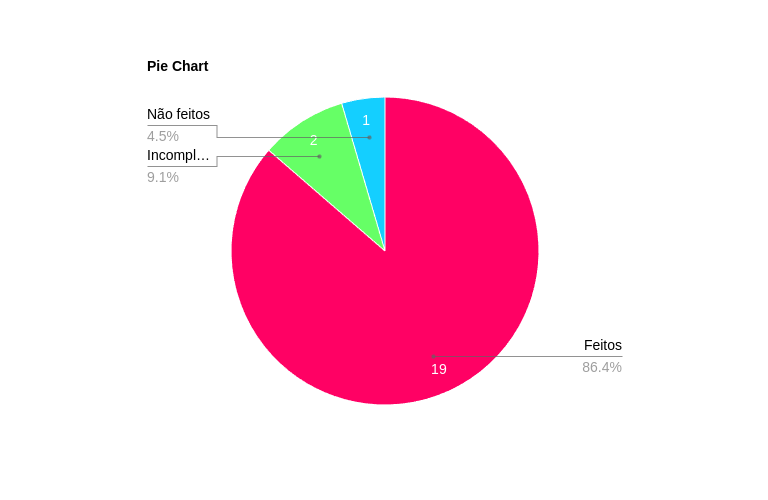 Pie Chart
Não feitos
4.5%
Incompl…
9.1%
1
2
Feitos
86.4%
19